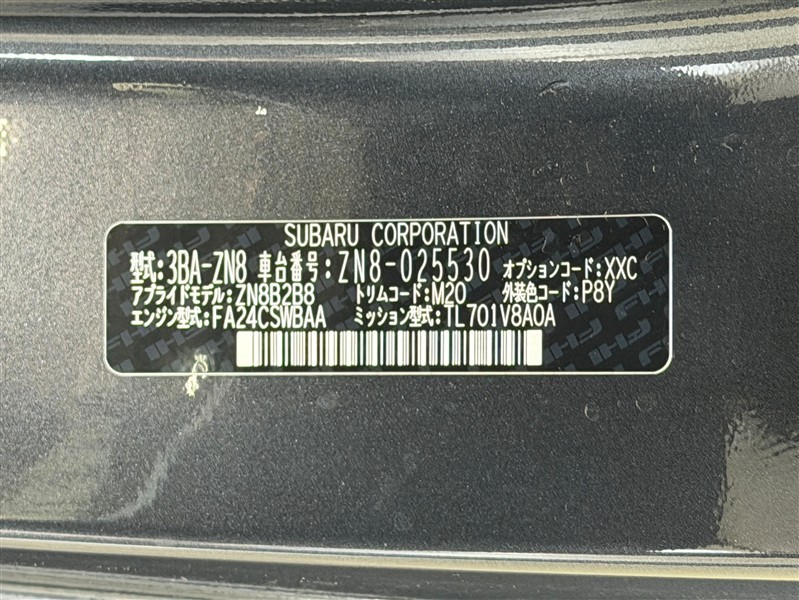 SUBARU CORPORATION
型式:3BA-ZN8 車台番号:ZN8-025530 オプションコード:XXC
アプライドモデル:ZN8B2B8 トリムコード:M20 外装色コード:P8Y
エンジン型式:FA24CSWBAA ミッション型式:TL701V8A0A